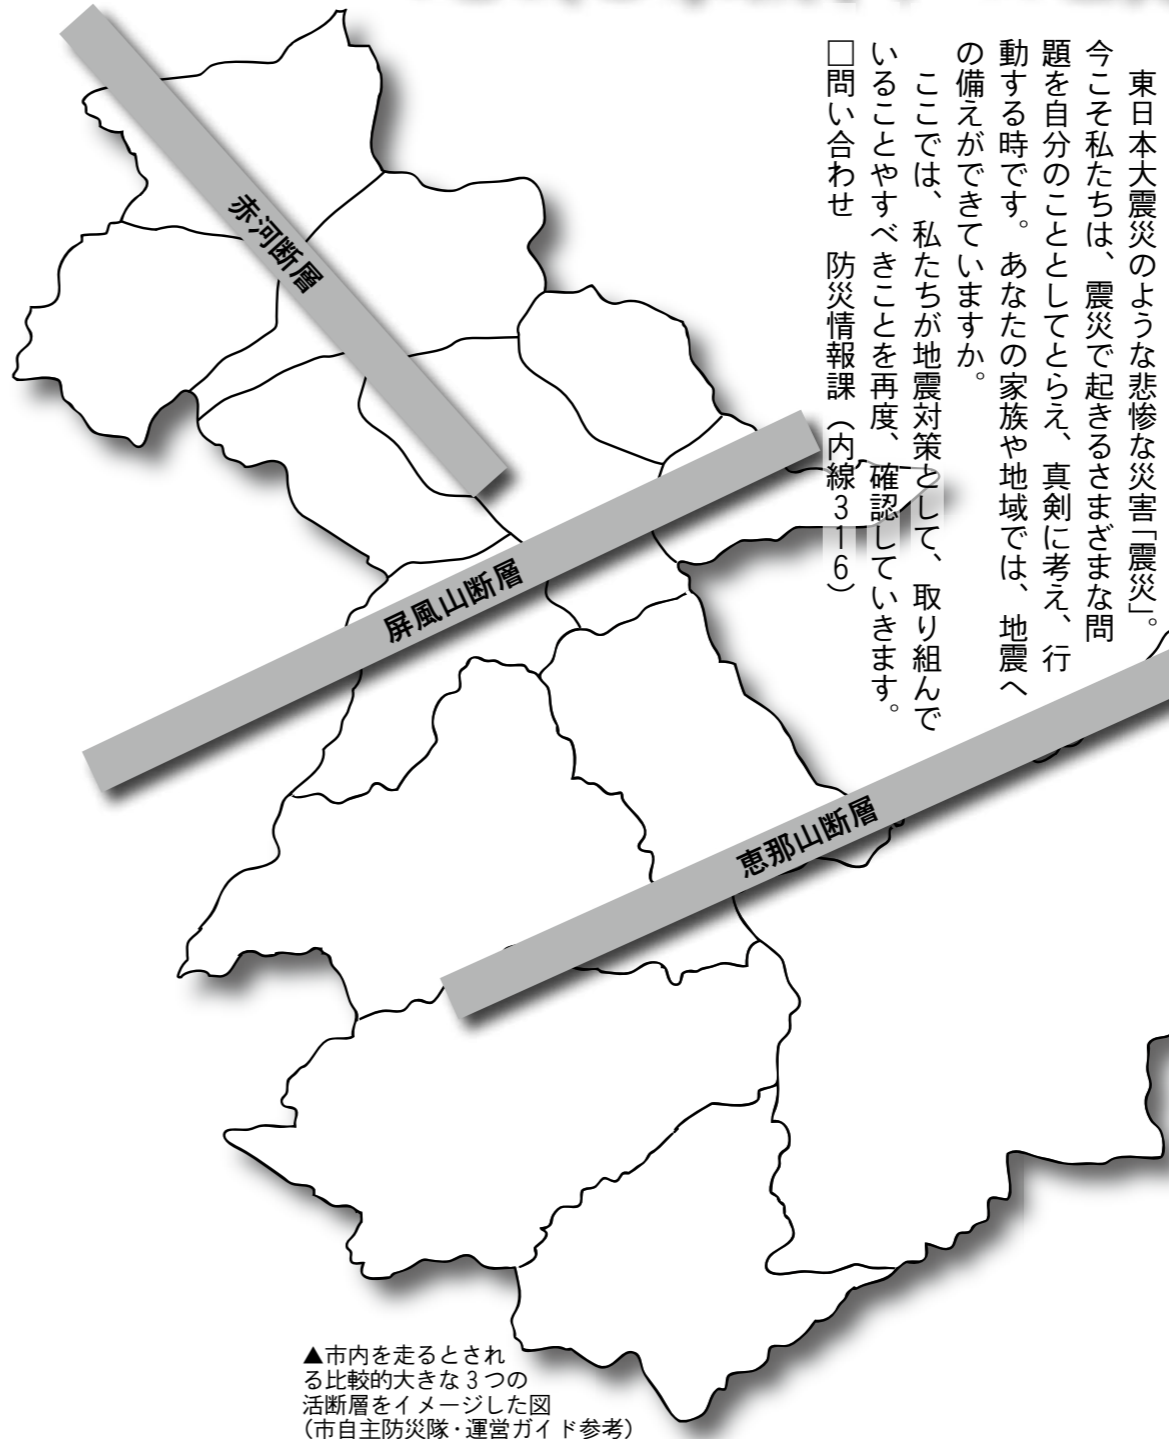 東日本大震災のような悲惨な災害「震災」。
今こそ私たちは、震災で起きるさまざまな問
題を自分のこととしてとらえ、真剣に考え、行
動する時です。あなたの家族や地域では、地震へ
の備えができていますか。
ここでは、私たちが地震対策として、取り組んで
いることややすべきことを再度、確認していきます。
□問い合わせ　防災情報課（内線３１６）
赤河断層
屏風山断層
恵那山断層
▲市内を走るとされ
る比較的大きな３つの
活断層をイメージした図
（市自主防災隊・運営ガイド参考）